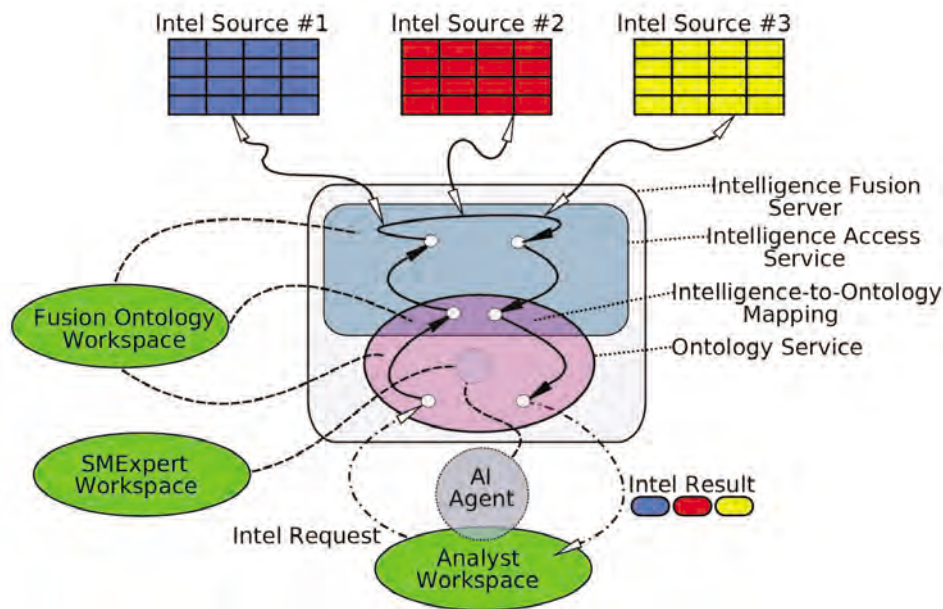 Intel Source #1
Intel Source #2
Intel Source #3
Intelligence Fusion
Server
Intelligence Access
Service
Intelligence-to-Ontology
Mapping
Ontology Service
Fusion Ontology
Workspace
SMExpert
Workspace
AI
Agent
Intel Result
Intel Request
Analyst
Workspace